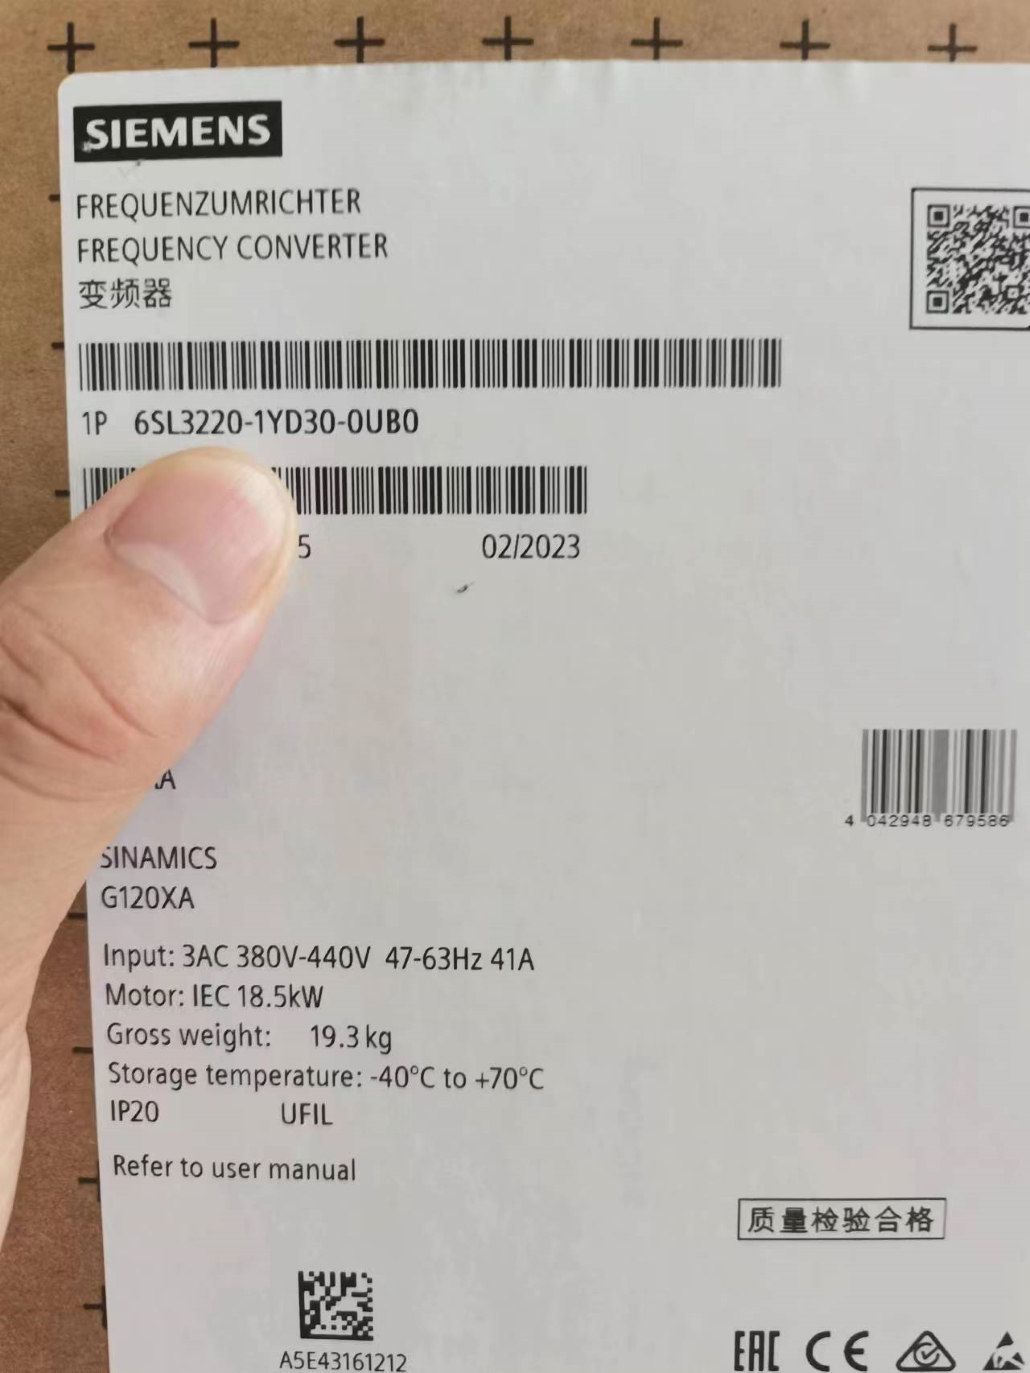 SIEMENS
FREQUENZUMRICHTER
FREQUENCY CONVERTER
变频器
1P 6SL3220-1YD30-0UB0
5 02/2023
A
4 042948 679586
SINAMICS
G120XA
Input: 3AC 380V-440V 47-63Hz 41A
Motor: IEC 18.5kW
Gross weight: 19.3 kg
Storage temperature: -40°C to +70°C
IP20 UFIL
Refer to user manual
质量检验合格
A5E43161212
EAC CE